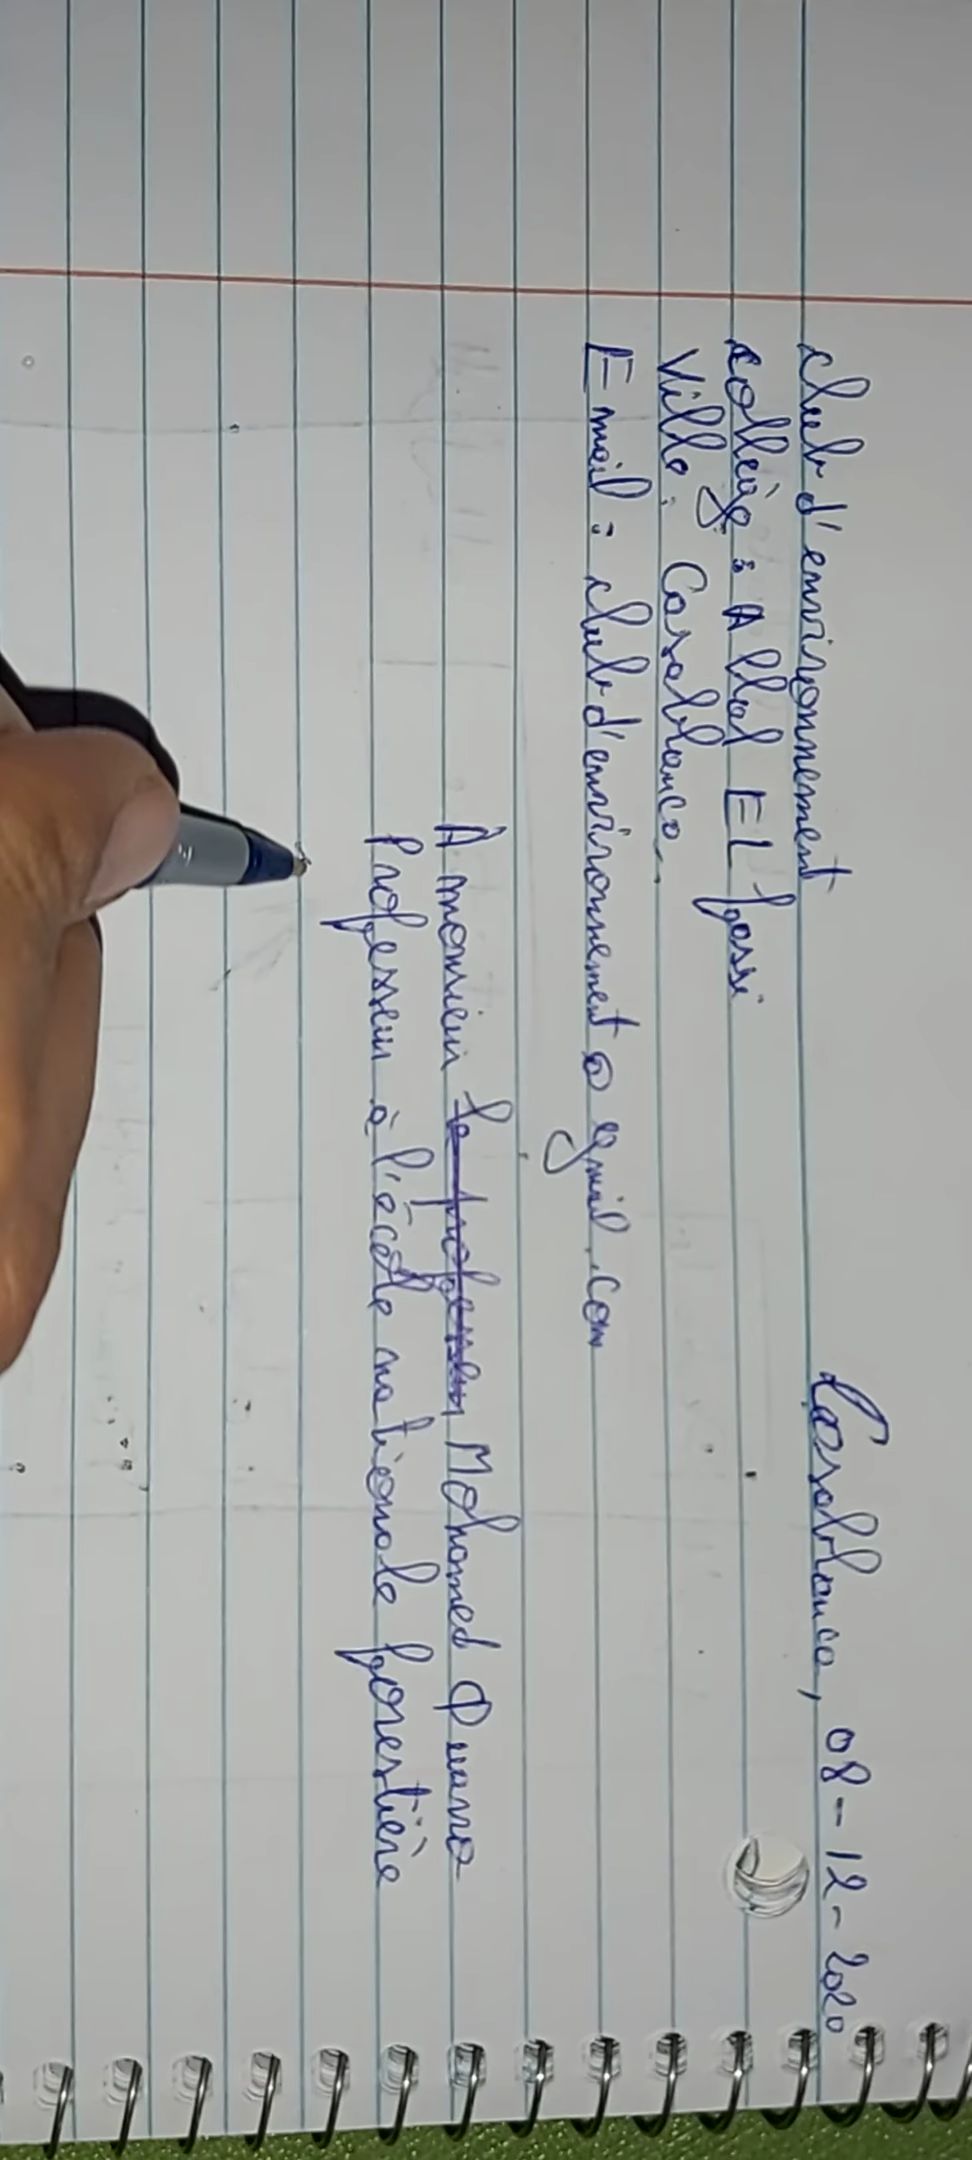 club d'environnement Casablanca, 08-12-2020
collège : Allal EL fassi
Ville : Casablanca.
Email : club d'environnement@gmail.com
A monsieur le professeur Mohamed
Professeur à l'école nationale forestière